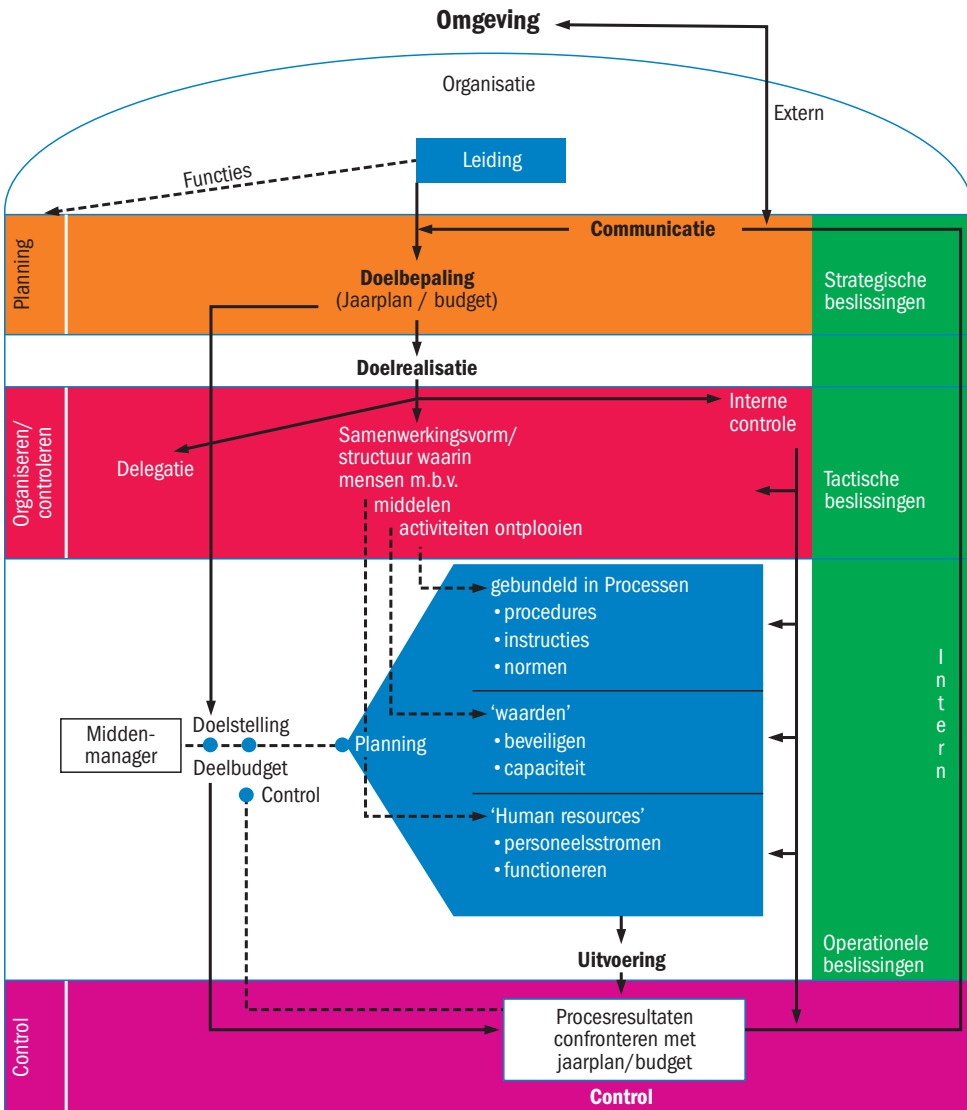 Omgeving
Organisatie
Extern
Leiding
Functies
Planning
Communicatie
Doelbepaling
(Jaarplan / budget)
Strategische
beslissingen
Doelrealisatie
Organiseren/
controleren
Interne
controle
Samenwerkingsvorm/
structuur waarin
mensen m.b.v.
middelen
activiteiten ontplooien
Delegatie
Tactische
beslissingen
gebundeld in Processen
• procedures
• instructies
• normen
Intern
'waarden'
• beveiligen
• capaciteit
Midden-
manager
Doelstelling
Deelbudget
Planning
Control
'Human resources'
• personeelsstromen
• functioneren
Operationele
beslissingen
Uitvoering
Control
Procesresultaten
confronteren met
jaarplan/budget
Control